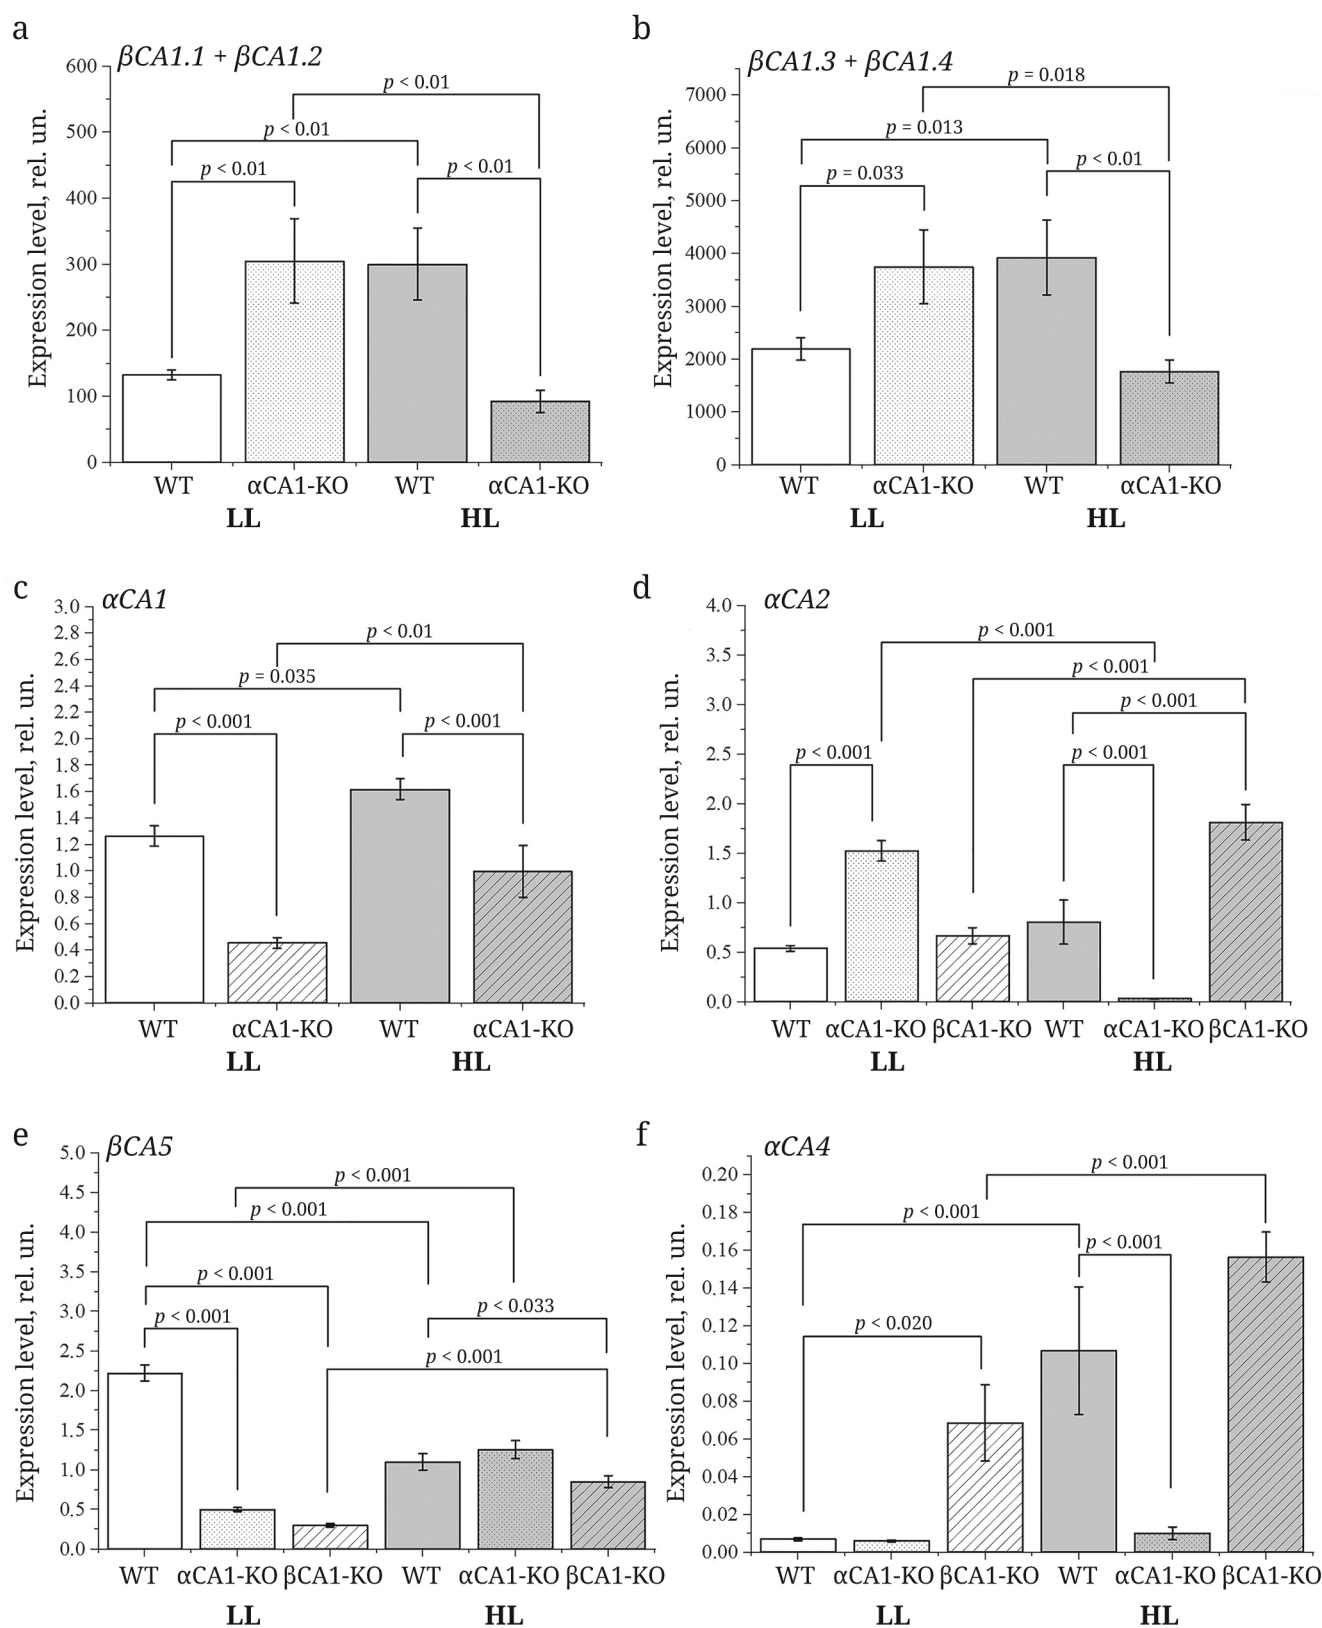 a
βCA1.1 + βCA1.2
Expression level, rel. un.
600
500
400
300
200
100
0
p < 0.01
p < 0.01
p < 0.01
p < 0.01
WT αCA1-KO WT αCA1-KO
LL HL
b
βCA1.3 + βCA1.4
Expression level, rel. un.
7000
6000
5000
4000
3000
2000
1000
0
p = 0.018
p = 0.013
p < 0.01
p = 0.033
WT αCA1-KO WT αCA1-KO
LL HL
c
αCA1
Expression level, rel. un.
3.0
2.8
2.6
2.4
2.2
2.0
1.8
1.6
1.4
1.2
1.0
0.8
0.6
0.4
0.2
0.0
p < 0.01
p = 0.035
p < 0.001 p < 0.001
WT αCA1-KO WT αCA1-KO
LL HL
d
αCA2
Expression level, rel. un.
4.0
3.5
3.0
2.5
2.0
1.5
1.0
0.5
0.0
p < 0.001
p < 0.001
p < 0.001
p < 0.001 p < 0.001
WT αCA1-KO βCA1-KO WT αCA1-KO βCA1-KO
LL HL
e
βCA5
Expression level, rel. un.
5.0
4.5
4.0
3.5
3.0
2.5
2.0
1.5
1.0
0.5
0.0
p < 0.001
p < 0.001
p < 0.001
p < 0.033
p < 0.001
p < 0.001
WT αCA1-KO βCA1-KO WT αCA1-KO βCA1-KO
LL HL
f
αCA4
Expression level, rel. un.
0.20
0.18
0.16
0.14
0.12
0.10
0.08
0.06
0.04
0.02
0.00
p < 0.001
p < 0.001
p < 0.001
p < 0.020
WT αCA1-KO βCA1-KO WT αCA1-KO βCA1-KO
LL HL